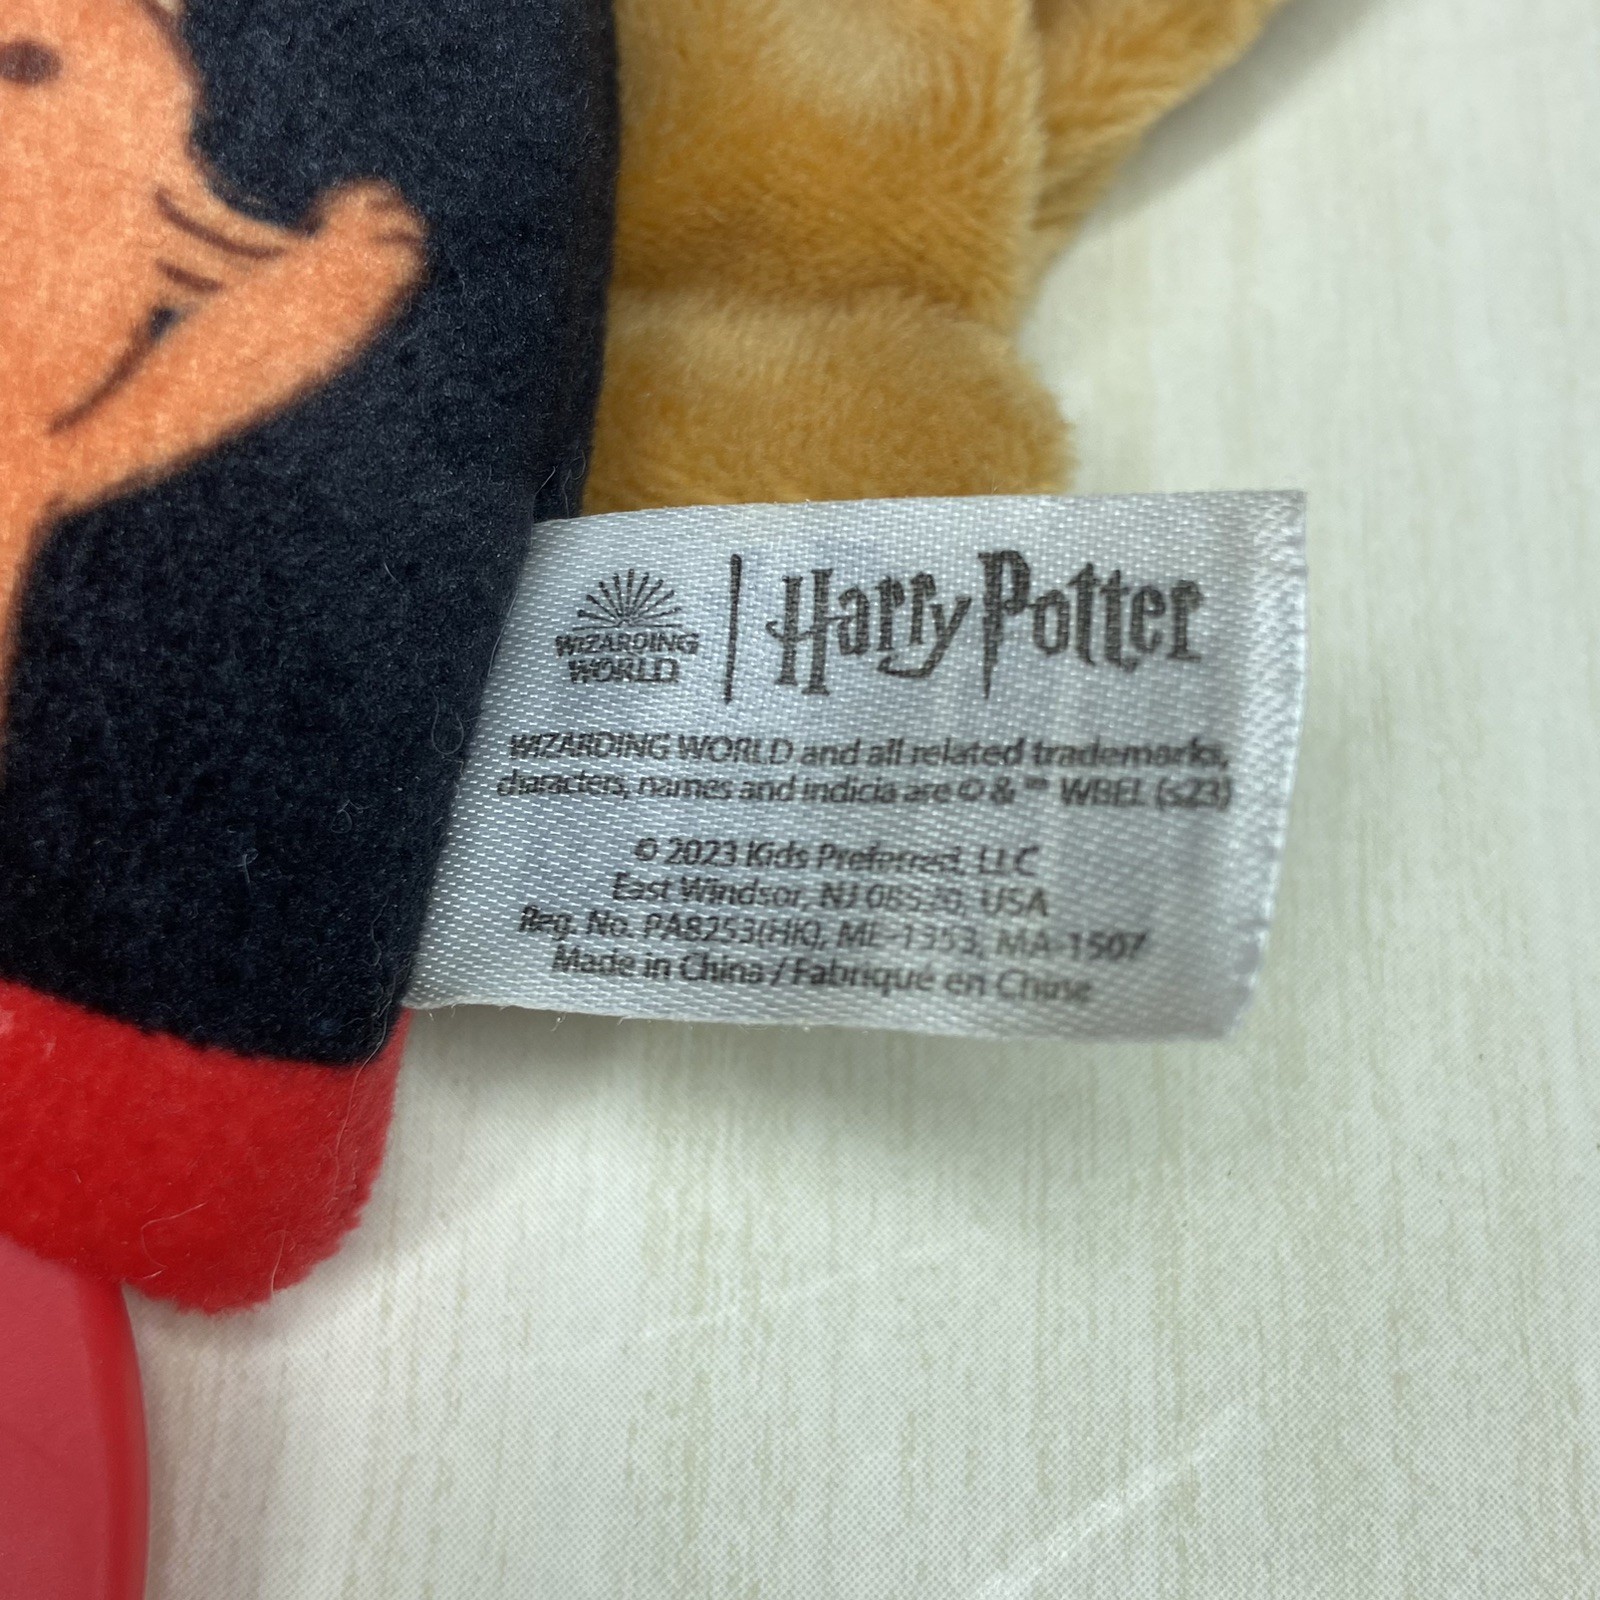 WIZARDING
WORLD
Harry Potter
WIZARDING WORLD and all related trademarks,
characters, names and indicia are © & ™ WBEI. (s23)
© 2023 Kids Preferred, LLC
East Windsor, NJ 08520, USA
Reg. No. PA8253(HK), ME-1353, MA-1507
Made in China / Fabriqué en Chine